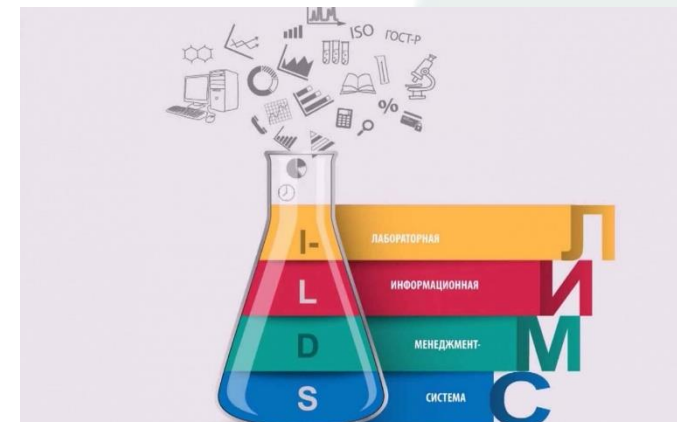 ISO ГОСТ-Р
%
I- ЛАБОРАТОРНАЯ Л
L ИНФОРМАЦИОННАЯ И
D МЕНЕДЖМЕНТ- М
S СИСТЕМА С